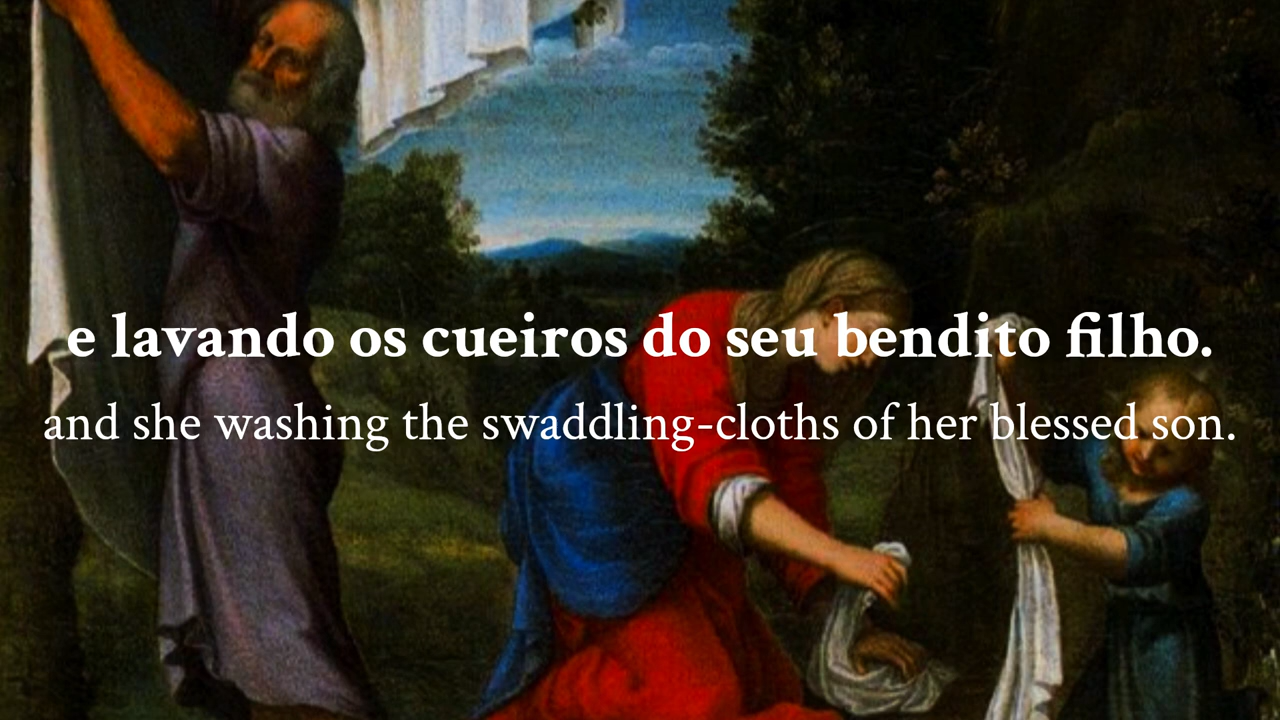 e lavando os cueiros do seu bendito filho.
and she washing the swaddling-cloths of her blessed son.